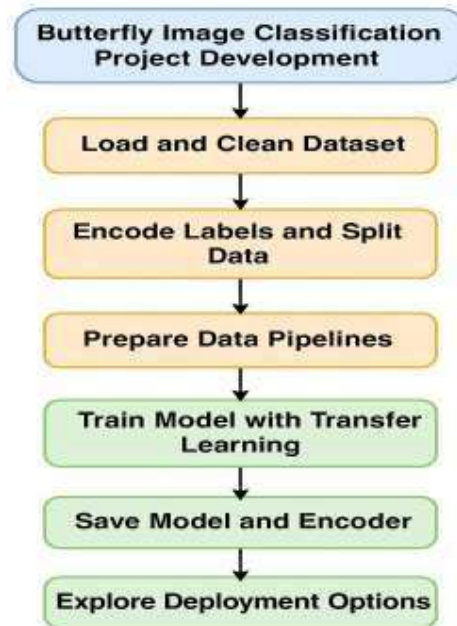 Butterfly Image Classification
Project Development
Load and Clean Dataset
Encode Labels and Split
Data
Prepare Data Pipelines
Train Model with Transfer
Learning
Save Model and Encoder
Explore Deployment Options